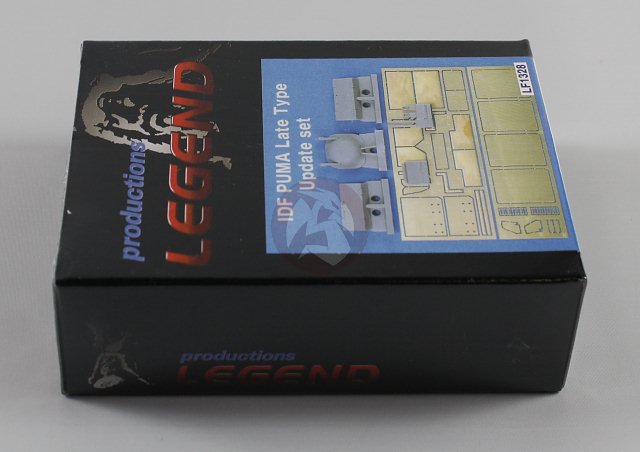 productions
LEGEND
IDF PUMA Late Type
Update set
LF1328
productions
LEGEND